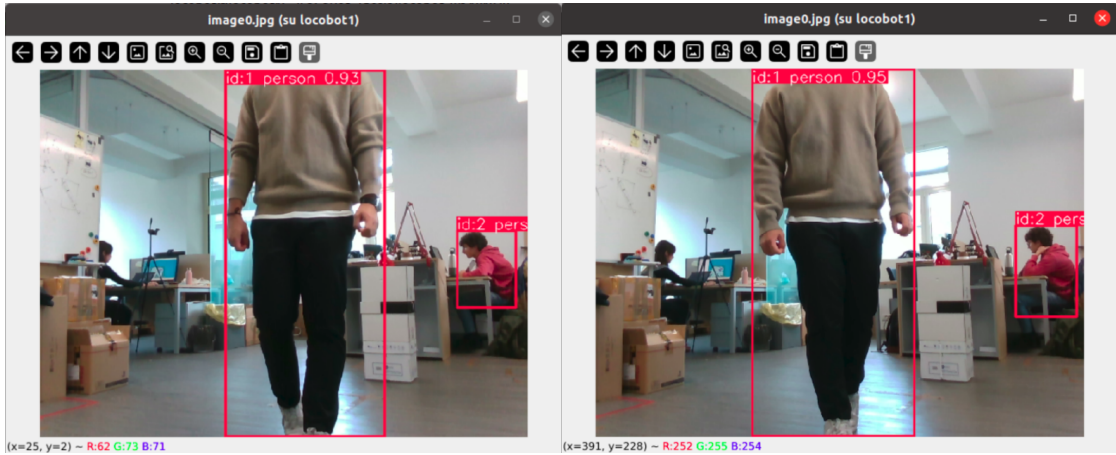 image0.jpg (su locobot1)
id:1 person 0.93
id:2 pers
(x=25, y=2) ~ R:62 G:73 B:71
image0.jpg (su locobot1)
id:1 person 0.95
id:2 pers
(x=391, y=228) ~ R:252 G:255 B:254